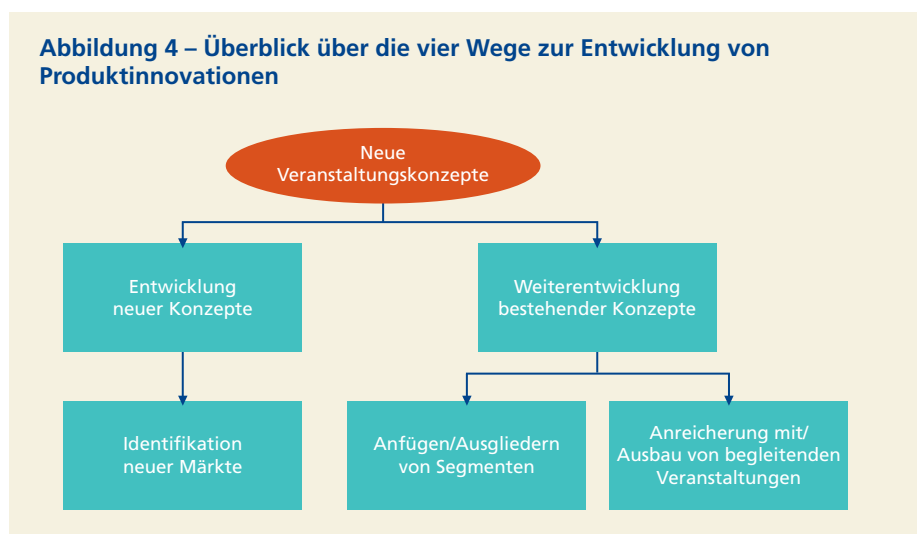 Abbildung 4 – Überblick über die vier Wege zur Entwicklung von
Produktinnovationen
Neue
Veranstaltungskonzepte
Entwicklung
neuer Konzepte
Weiterentwicklung
bestehender Konzepte
Identifikation
neuer Märkte
Anfügen/Ausgliedern
von Segmenten
Anreicherung mit/
Ausbau von begleitenden
Veranstaltungen